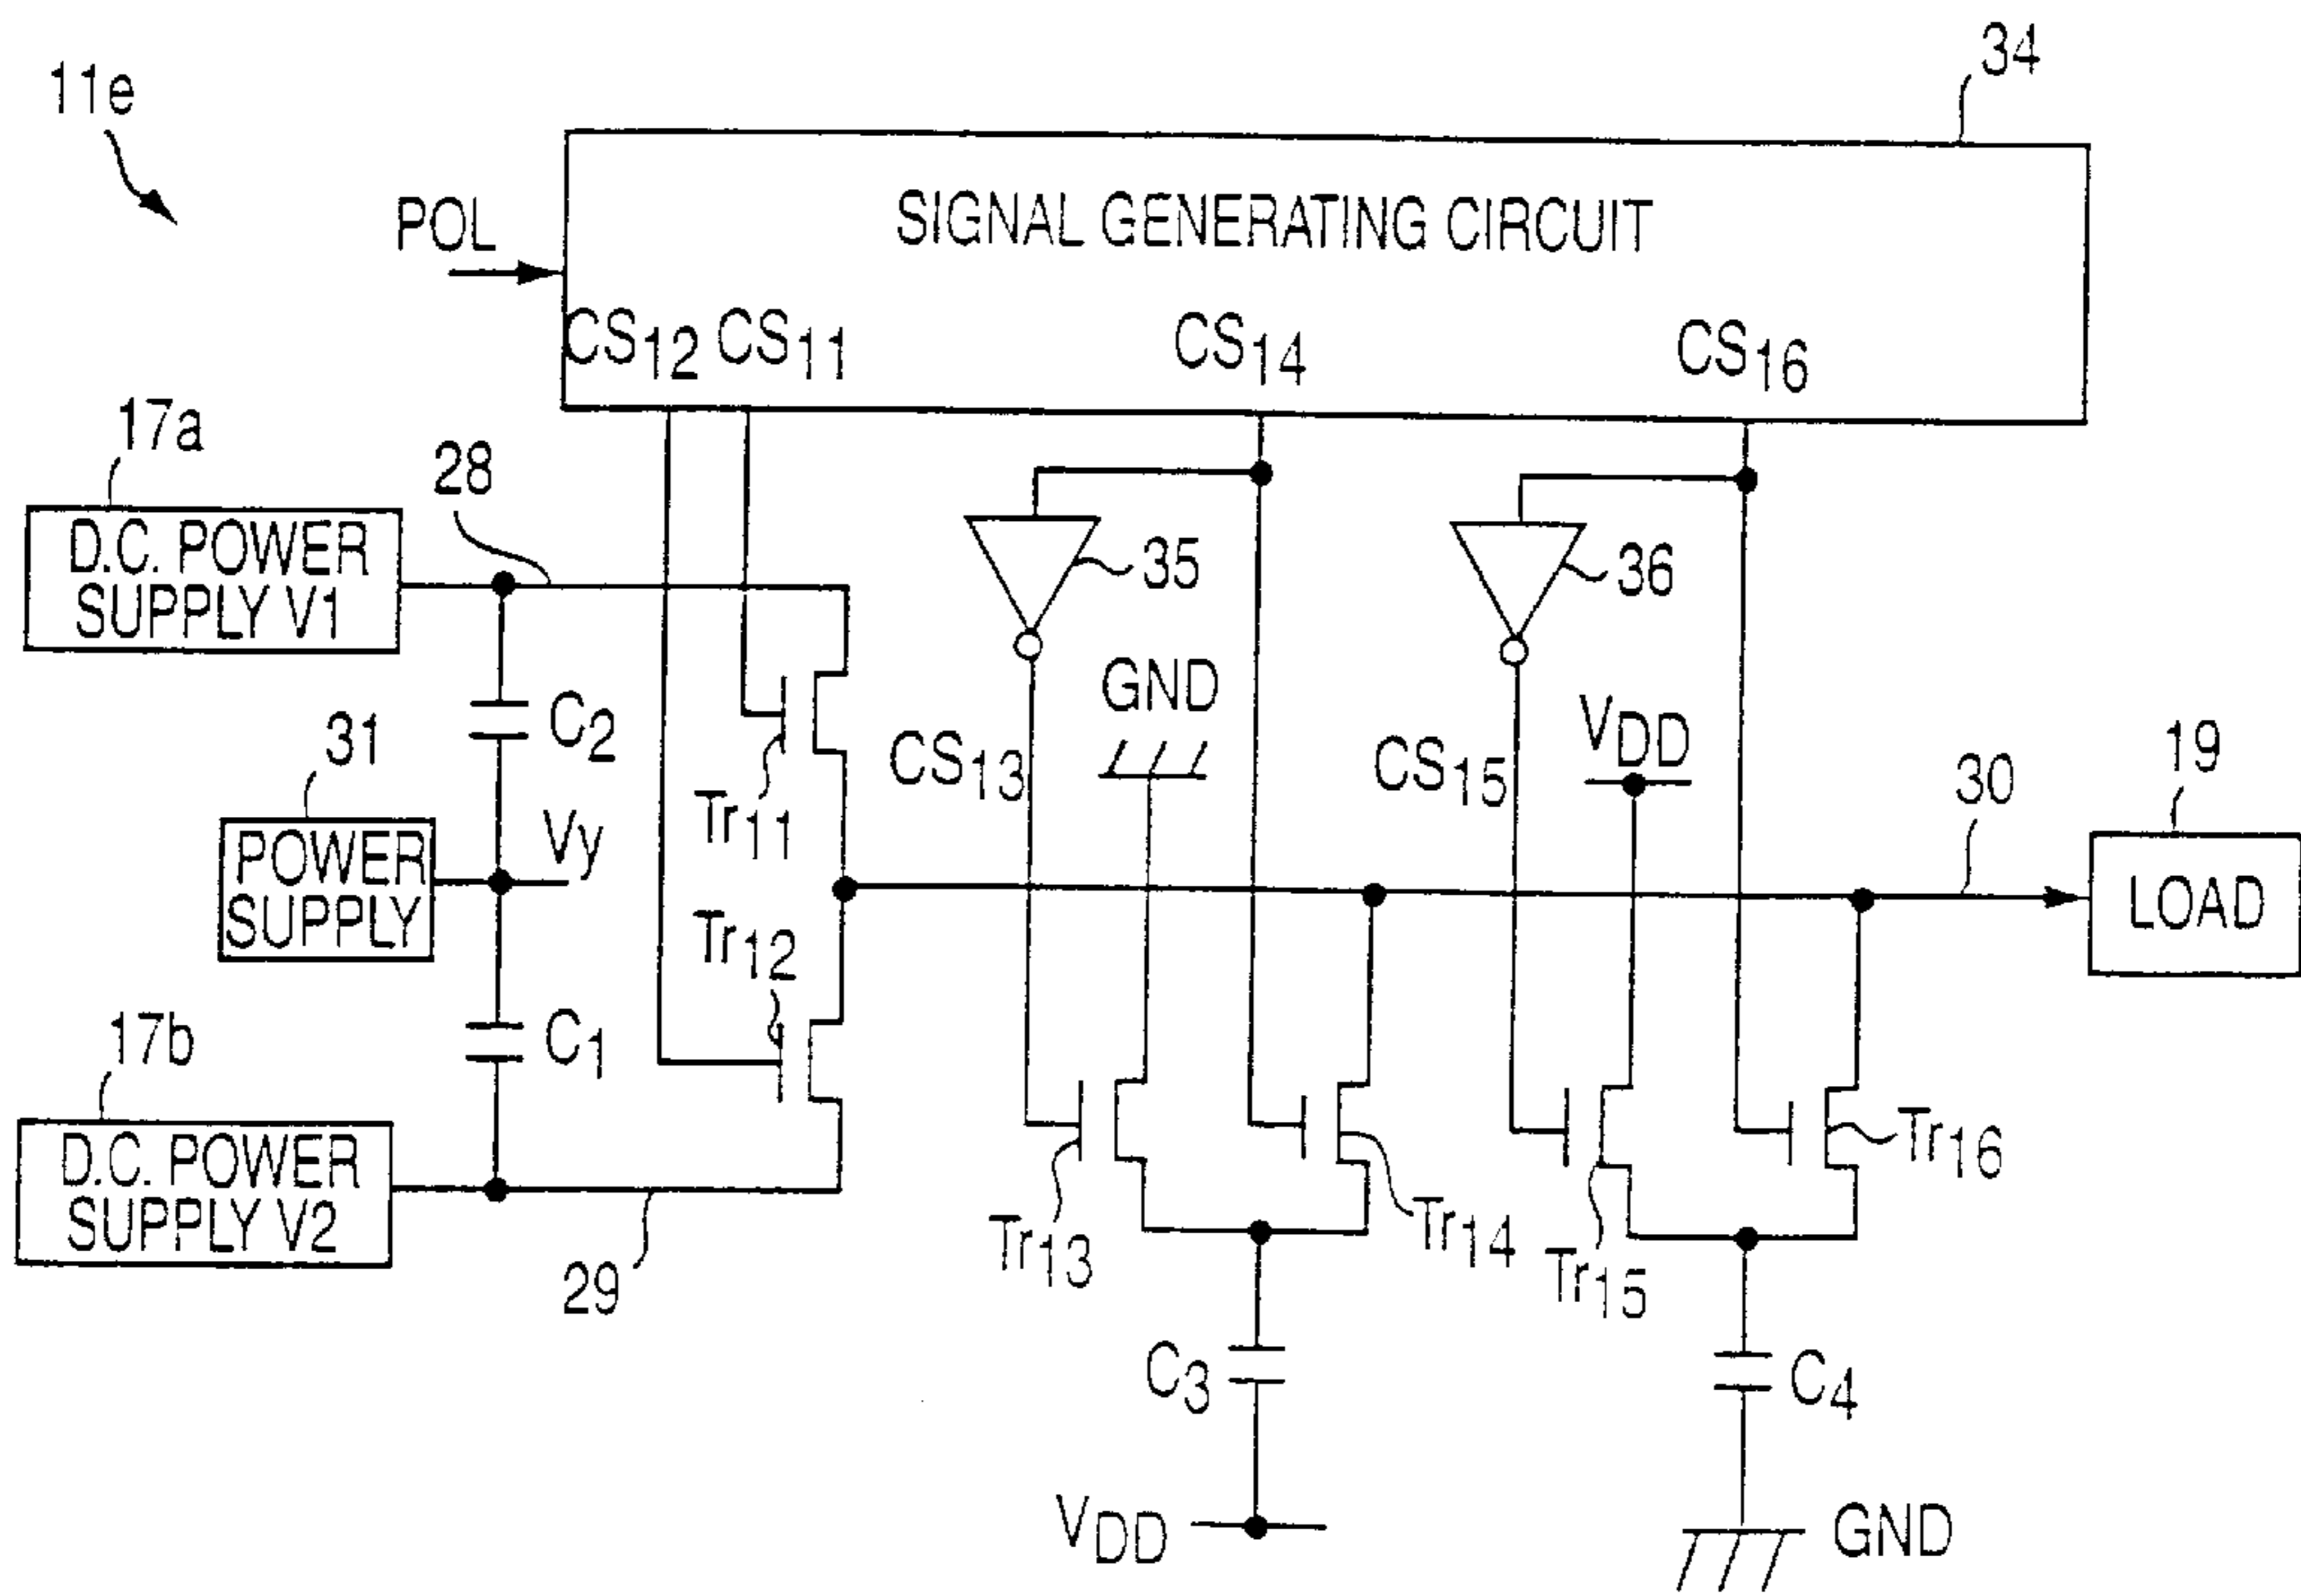 34
11e
POL
SIGNAL GENERATING CIRCUIT
CS12 CS11 CS14 CS16
17a
28
D.C. POWER
SUPPLY V1
35
36
GND
C2
31
CS13
CS15
VDD
19
30
Tr11
Vy
POWER
SUPPLY
LOAD
Tr12
17b
C1
D.C. POWER
SUPPLY V2
Tr16
Tr13
Tr14
Tr15
29
C3
C4
VDD
GND